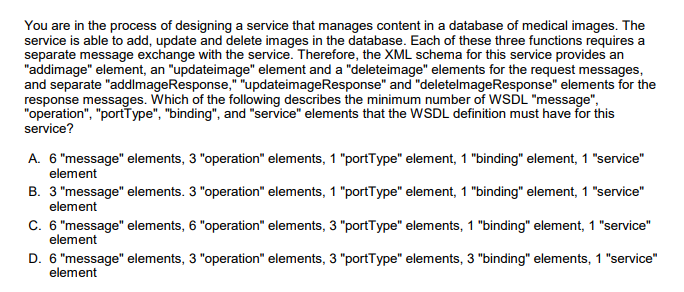 You are in the process of designing a service that manages content in a database of medical images. The
service is able to add, update and delete images in the database. Each of these three functions requires a
separate message exchange with the service. Therefore, the XML schema for this service provides an
"addimage" element, an "updateimage" element and a "deleteimage" elements for the request messages,
and separate "addImageResponse," "updateimageResponse" and "deleteImageResponse" elements for the
response messages. Which of the following describes the minimum number of WSDL "message",
"operation", "portType", "binding", and "service" elements that the WSDL definition must have for this
service?
A. 6 "message" elements, 3 "operation" elements, 1 "portType" element, 1 "binding" element, 1 "service"
element
B. 3 "message" elements. 3 "operation" elements, 1 "portType" element, 1 "binding" element, 1 "service"
element
C. 6 "message" elements, 6 "operation" elements, 3 "portType" elements, 1 "binding" element, 1 "service"
element
D. 6 "message" elements, 3 "operation" elements, 3 "portType" elements, 3 "binding" elements, 1 "service"
element